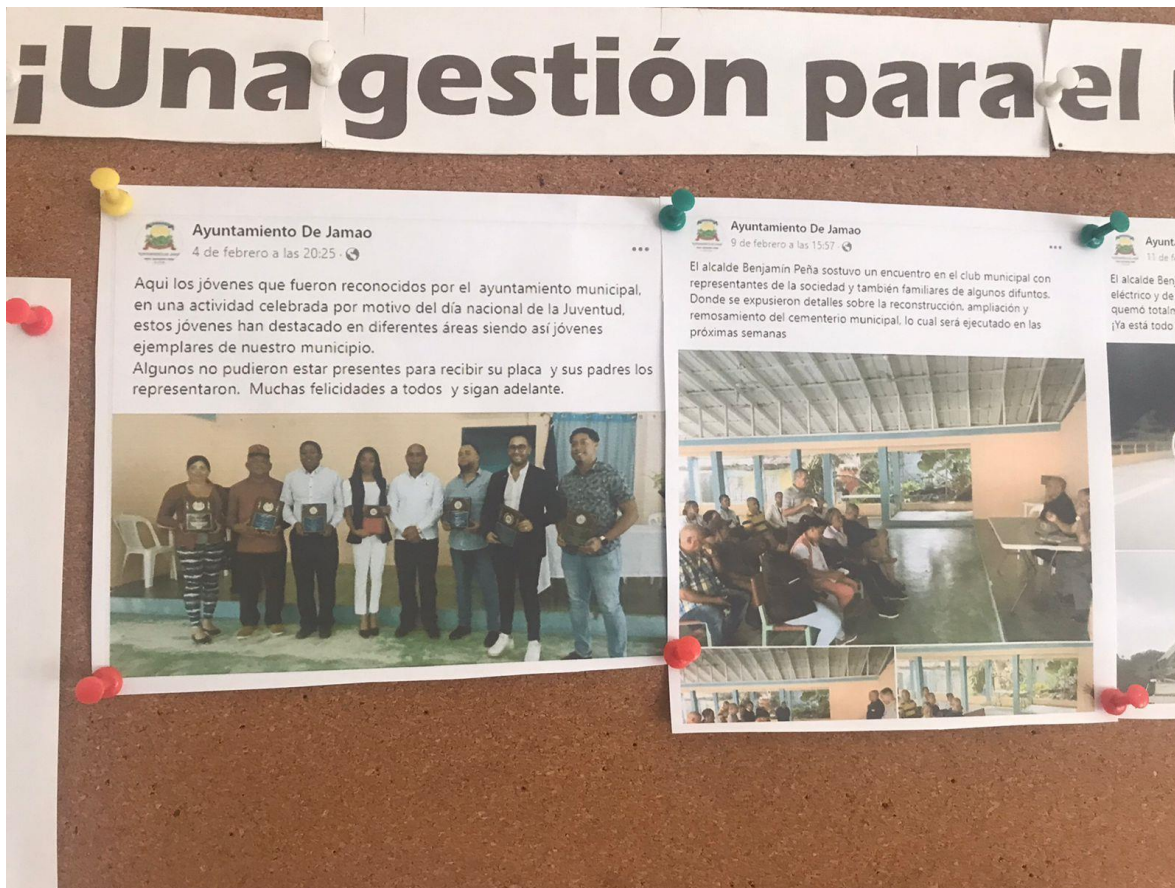 ¡Una gestión para el
Ayuntamiento De Jamao
4 de febrero a las 20:25 ·
Aqui los jóvenes que fueron reconocidos por el ayuntamiento municipal,
en una actividad celebrada por motivo del día nacional de la Juventud,
estos jóvenes han destacado en diferentes áreas siendo así jóvenes
ejemplares de nuestro municipio.
Algunos no pudieron estar presentes para recibir su placa y sus padres los
representaron. Muchas felicidades a todos y sigan adelante.
Ayuntamiento De Jamao
9 de febrero a las 15:57 ·
El alcalde Benjamín Peña sostuvo un encuentro en el club municipal con
representantes de la sociedad y también familiares de algunos difuntos.
Donde se expusieron detalles sobre la reconstrucción, ampliación y
remosamiento del cementerio municipal, lo cual será ejecutado en las
próximas semanas
Ayunt
11 de f
El alcalde Ben
eléctrico y de
quemó totalm
¡Ya está todo